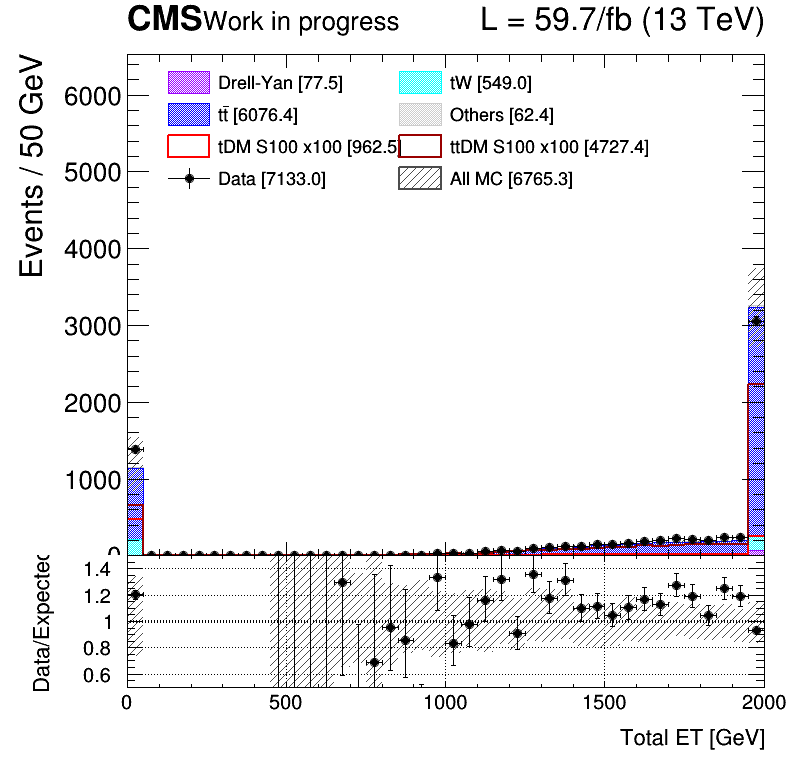 CMS Work in progress L = 59.7/fb (13 TeV)
Events / 50 GeV
6000
5000
4000
3000
2000
1000
0
Drell-Yan [77.5] tW [549.0]
tt̄ [6076.4] Others [62.4]
tDM S100 x100 [962.5] ttDM S100 x100 [4727.4]
Data [7133.0] All MC [6765.3]
Data/Expected
1.4
1.2
1
0.8
0.6
0 500 1000 1500 2000
Total ET [GeV]